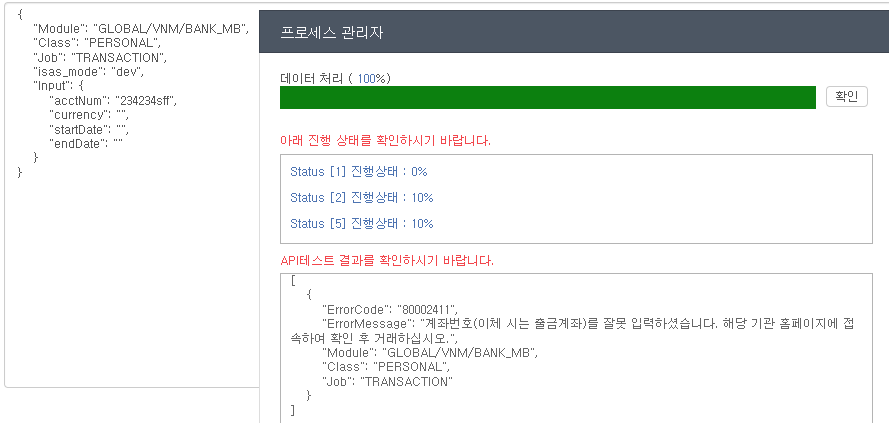 {
"Module": "GLOBAL/VNM/BANK_MB",
"Class": "PERSONAL",
"Job": "TRANSACTION",
"isas_mode": "dev",
"Input": {
"acctNum": "234234sff",
"currency": "",
"startDate": "",
"endDate": ""
}
}
프로세스 관리자
데이터 처리 ( 100%)
확인
아래 진행 상태를 확인하시기 바랍니다.
Status [1] 진행상태 : 0%
Status [2] 진행상태 : 10%
Status [5] 진행상태 : 10%
API테스트 결과를 확인하시기 바랍니다.
[
{
"ErrorCode": "80002411",
"ErrorMessage": "계좌번호(이체 시는 출금계좌)를 잘못 입력하셨습니다. 해당 기관 홈페이지에 접
속하여 확인 후 거래하십시오.",
"Module": "GLOBAL/VNM/BANK_MB",
"Class": "PERSONAL",
"Job": "TRANSACTION"
}
]